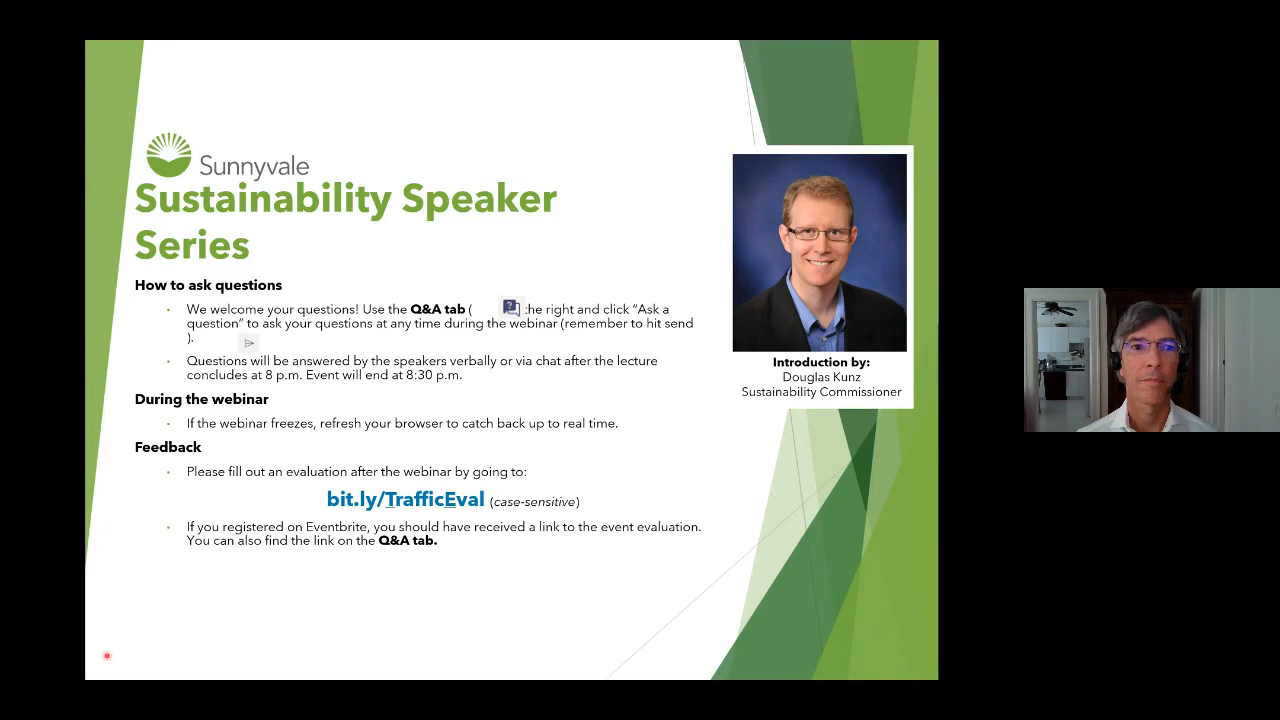 Sunnyvale
Sustainability Speaker
Series
How to ask questions
We welcome your questions! Use the Q&A tab ( :he right and click “Ask a
question” to ask your questions at any time during the webinar (remember to hit send
).
Questions will be answered by the speakers verbally or via chat after the lecture
concludes at 8 p.m. Event will end at 8:30 p.m.
During the webinar
If the webinar freezes, refresh your browser to catch back up to real time.
Feedback
Please fill out an evaluation after the webinar by going to:
bit.ly/TrafficEval (case-sensitive)
If you registered on Eventbrite, you should have received a link to the event evaluation.
You can also find the link on the Q&A tab.
Introduction by:
Douglas Kunz
Sustainability Commissioner